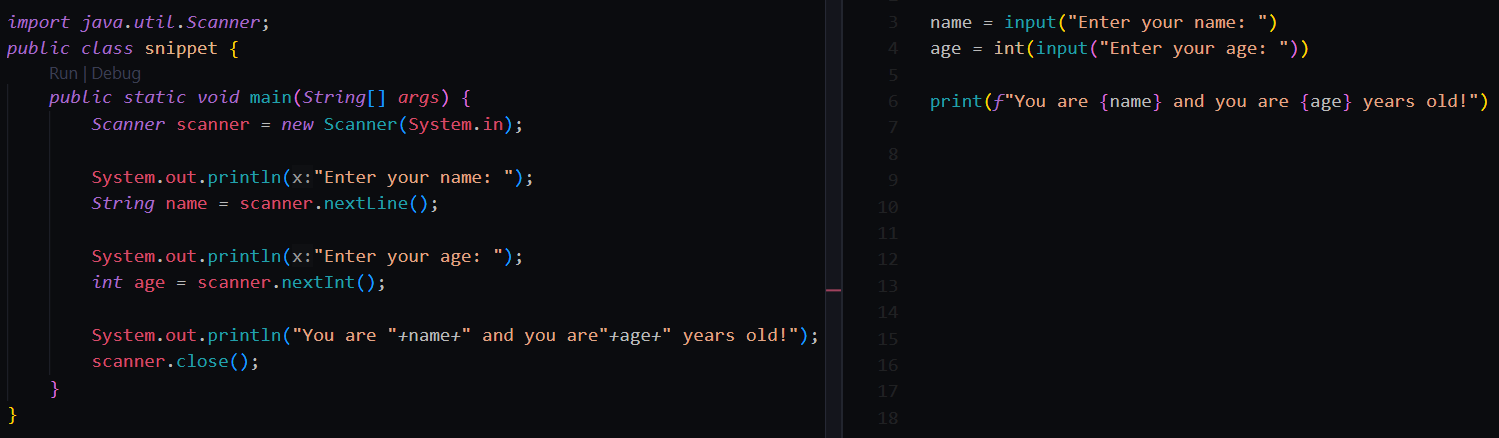 import java.util.Scanner;
public class snippet {
Run | Debug
public static void main(String[] args) {
Scanner scanner = new Scanner(System.in);
System.out.println(x:"Enter your name: ");
String name = scanner.nextLine();
System.out.println(x:"Enter your age: ");
int age = scanner.nextInt();
System.out.println("You are "+name+" and you are"+age+" years old!");
scanner.close();
}
}
3 name = input("Enter your name: ")
4 age = int(input("Enter your age: "))
5
6 print(f"You are {name} and you are {age} years old!")
7
8
9
10
11
12
13
14
15
16
17
18